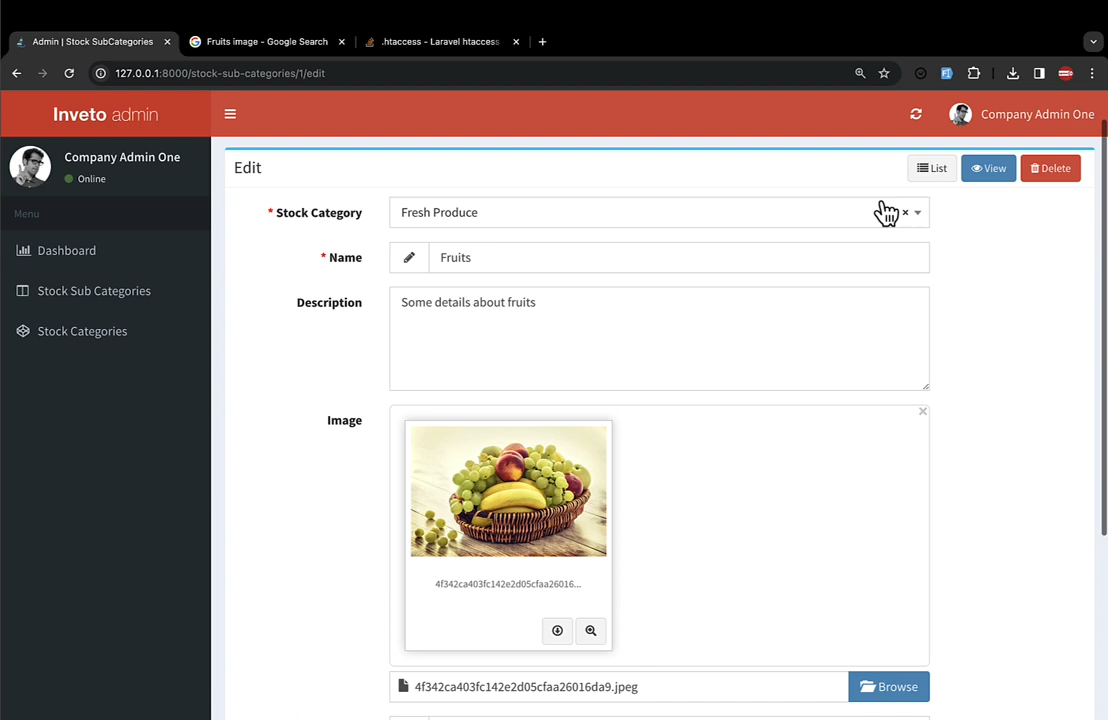 Admin | Stock SubCategories
Fruits image - Google Search
.htaccess - Laravel htaccess
127.0.0.1:8000/stock-sub-categories/1/edit
Inveto admin
Company Admin One
Company Admin One
Online
Menu
Dashboard
Stock Sub Categories
Stock Categories
Edit
List
View
Delete
* Stock Category
Fresh Produce
* Name
Fruits
Description
Some details about fruits
Image
4f342ca403fc142e2d05cfaa26016...
4f342ca403fc142e2d05cfaa26016da9.jpeg
Browse